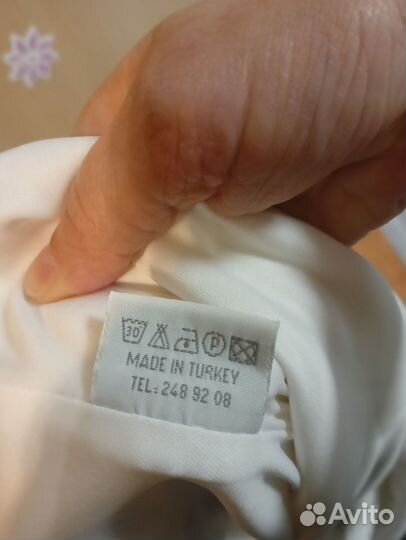 30 P
MADE IN TURKEY
TEL: 248 92 08
Avito